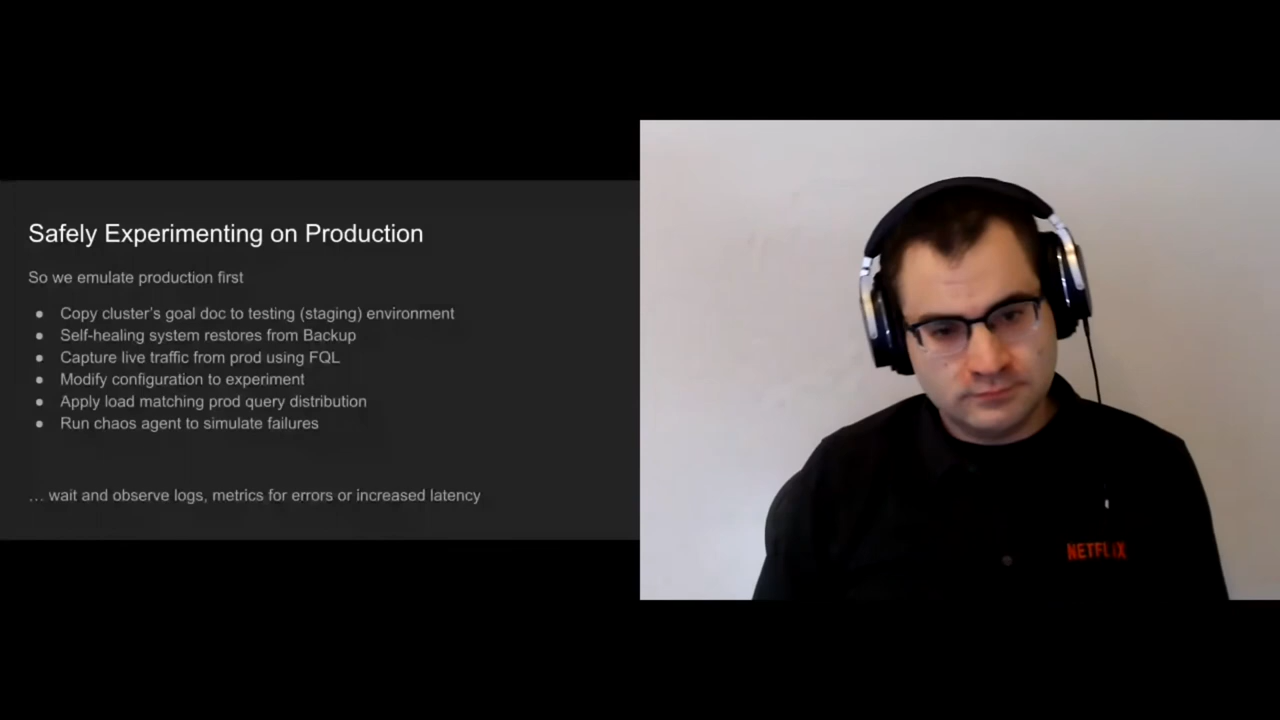 Safely Experimenting on Production
So we emulate production first
● Copy cluster's goal doc to testing (staging) environment
● Self-healing system restores from Backup
● Capture live traffic from prod using FQL
● Modify configuration to experiment
● Apply load matching prod query distribution
● Run chaos agent to simulate failures
… wait and observe logs, metrics for errors or increased latency
NETFLIX